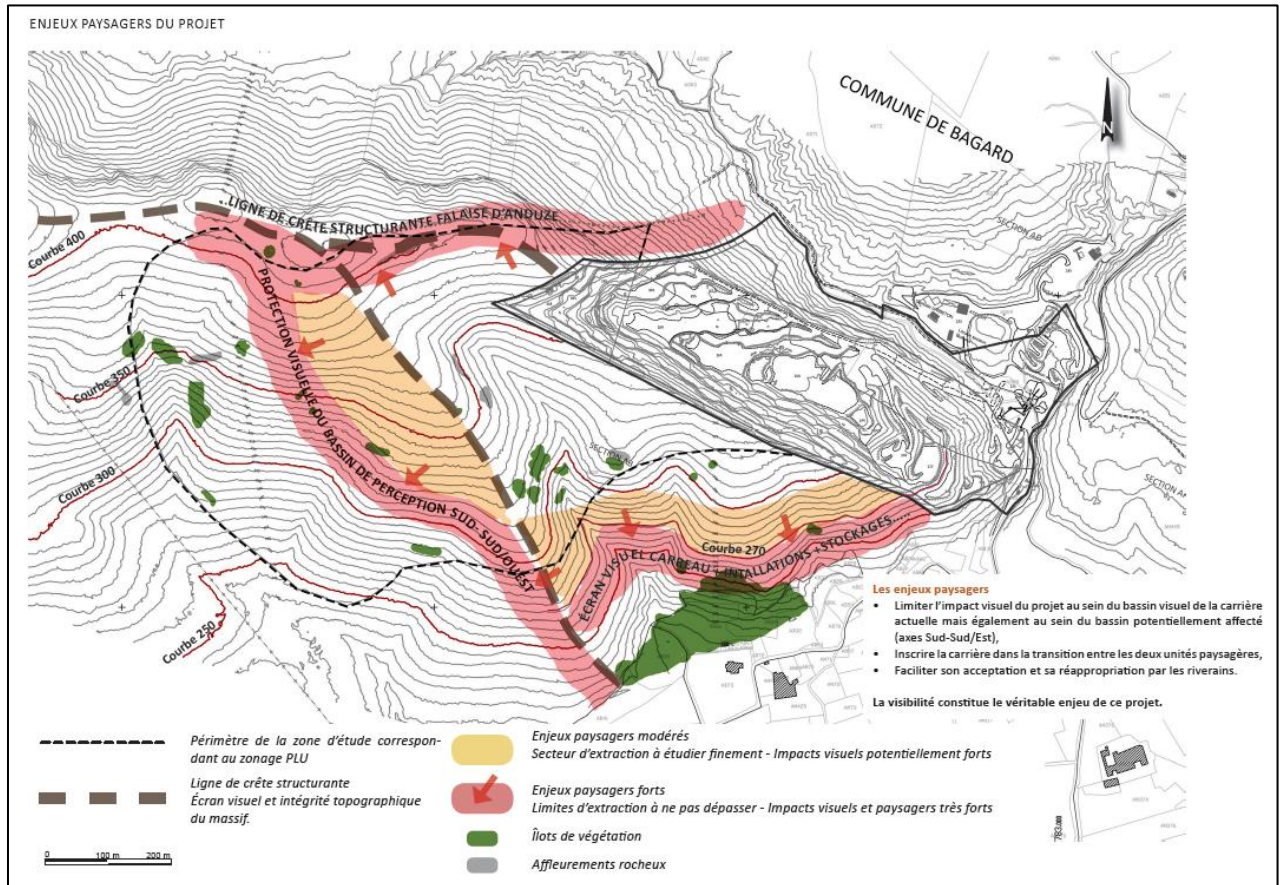 ENJEUX PAYSAGERS DU PROJET
COMMUNE DE BAGARD
N
SECTION AD
LIGNE DE CRÊTE STRUCTURANTE FALAISE D'ANDUZE
Courbe 400
PROTECTION VISUELLE DU BASSIN DE PERCEPTION SUD- SUD/OUEST
Courbe 350
Courbe 300
Courbe 250
Courbe 270
ÉCRAN VISUEL CARREAU + INTALLATIONS +STOCKAGES.....
Les enjeux paysagers
• Limiter l'impact visuel du projet au sein du bassin visuel de la carrière
actuelle mais également au sein du bassin potentiellement affecté
(axes Sud-Sud/Est),
• Inscrire la carrière dans la transition entre les deux unités paysagères,
• Faciliter son acceptation et sa réappropriation par les riverains.
La visibilité constitue le véritable enjeu de ce projet.
Périmètre de la zone d'étude correspon-
dant au zonage PLU
Ligne de crête structurante
Écran visuel et intégrité topographique
du massif.
0 100 m 200 m
Enjeux paysagers modérés
Secteur d'extraction à étudier finement - Impacts visuels potentiellement forts
Enjeux paysagers forts
Limites d'extraction à ne pas dépasser - Impacts visuels et paysagers très forts
Îlots de végétation
Affleurements rocheux